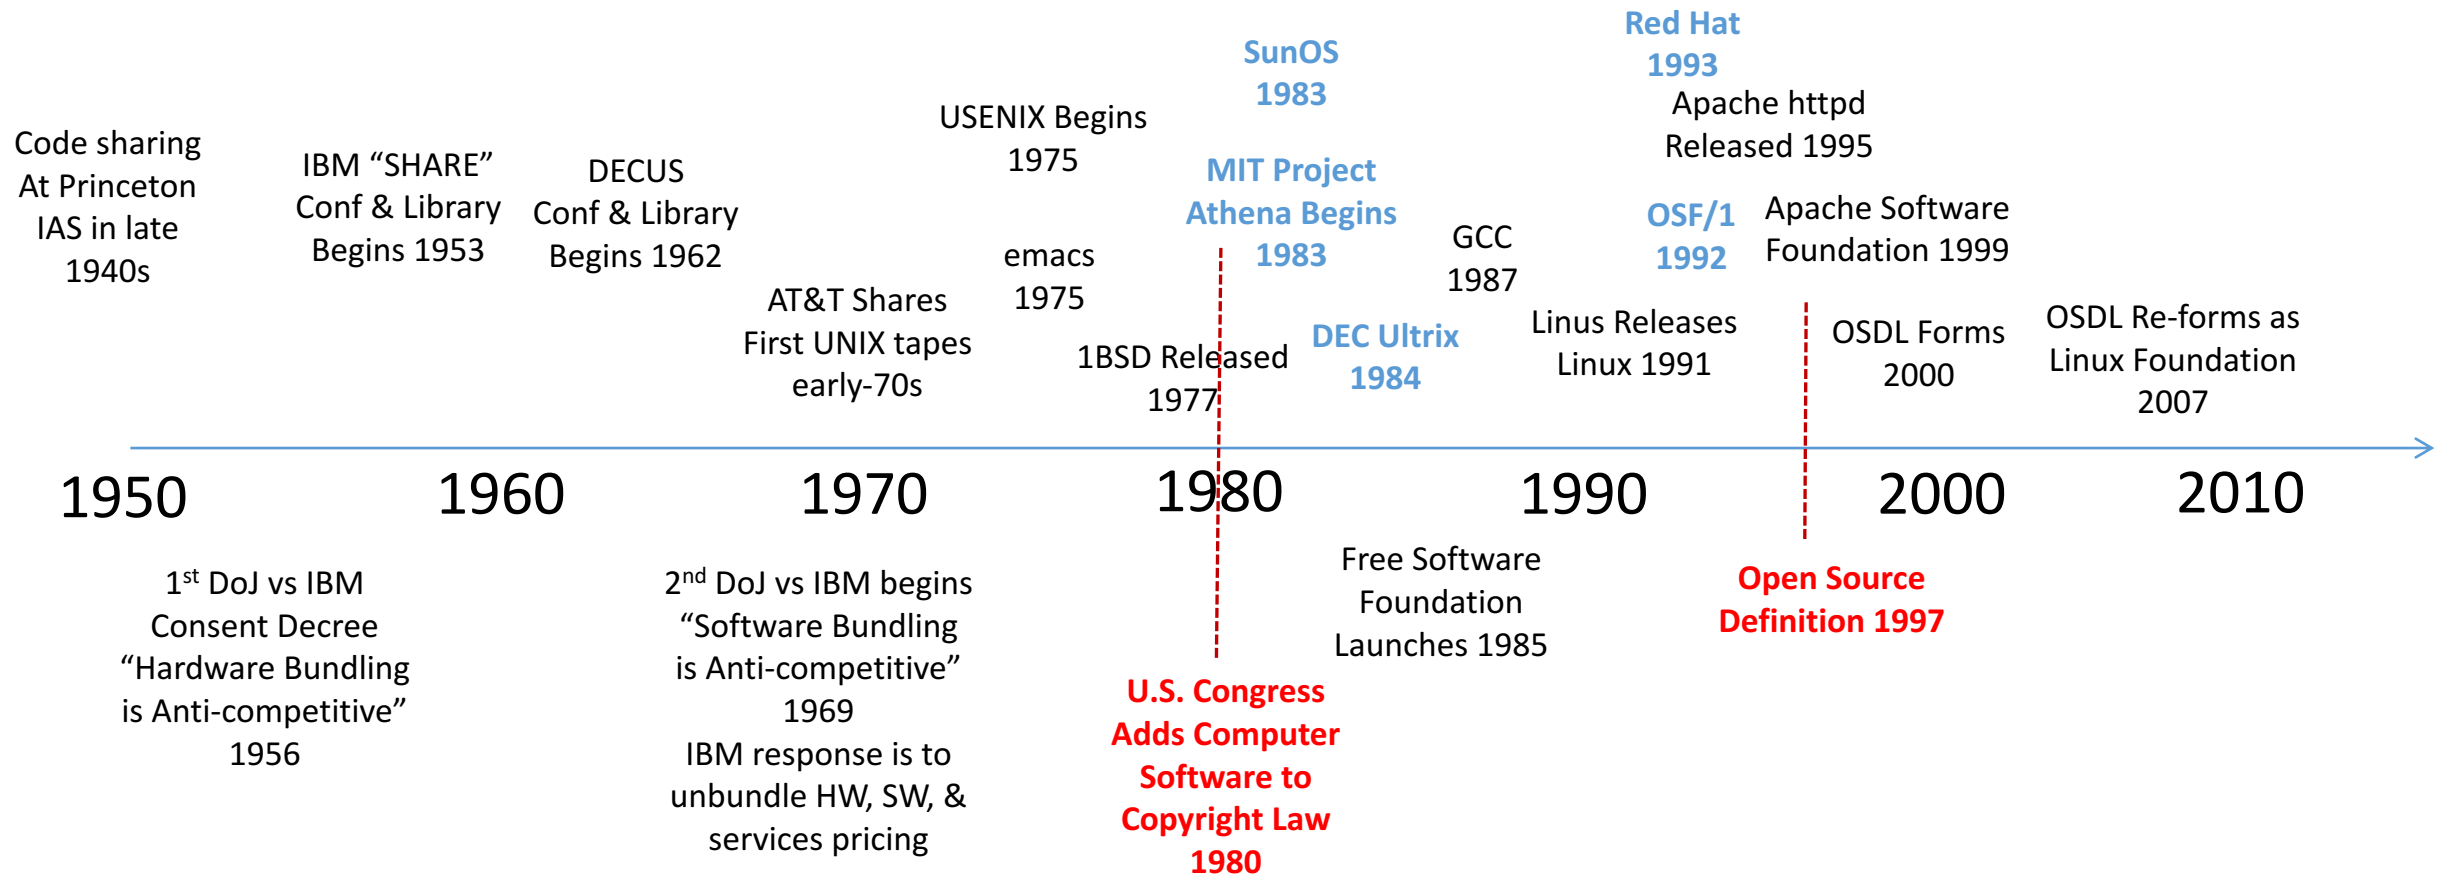 Code sharing
At Princeton
IAS in late
1940s
IBM “SHARE”
Conf & Library
Begins 1953
DECUS
Conf & Library
Begins 1962
AT&T Shares
First UNIX tapes
early-70s
USENIX Begins
1975
emacs
1975
1BSD Released
1977
SunOS
1983
MIT Project
Athena Begins
1983
DEC Ultrix
1984
GCC
1987
Linus Releases
Linux 1991
Red Hat
1993
Apache httpd
Released 1995
OSF/1
1992
Apache Software
Foundation 1999
OSDL Forms
2000
OSDL Re-forms as
Linux Foundation
2007
1950
1960
1970
1980
1990
2000
2010
1st DoJ vs IBM
Consent Decree
“Hardware Bundling
is Anti-competitive”
1956
2nd DoJ vs IBM begins
“Software Bundling
is Anti-competitive”
1969
IBM response is to
unbundle HW, SW, &
services pricing
U.S. Congress
Adds Computer
Software to
Copyright Law
1980
Free Software
Foundation
Launches 1985
Open Source
Definition 1997